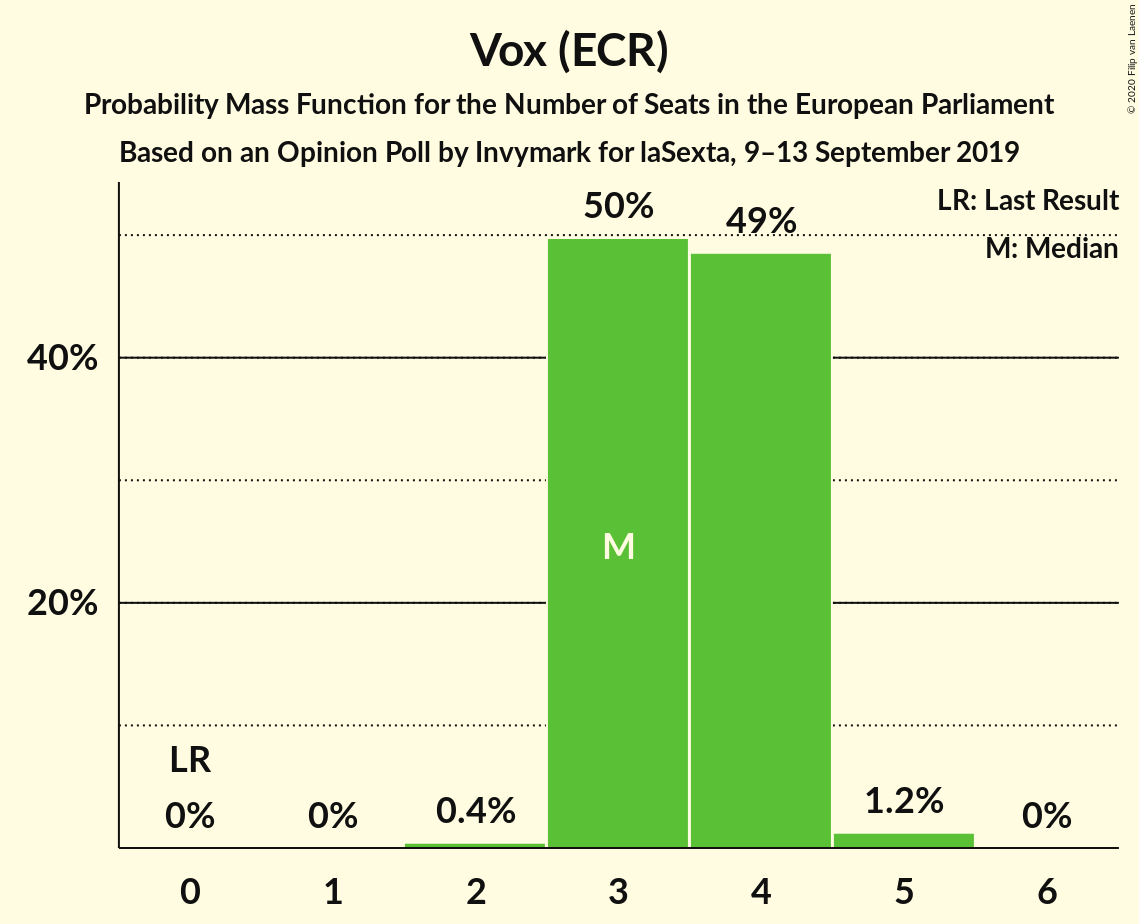 Vox (ECR)
Probability Mass Function for the Number of Seats in the European Parliament
Based on an Opinion Poll by Invymark for laSexta, 9–13 September 2019
© 2020 Filip van Laenen
LR: Last Result
M: Median
50%
49%
40%
20%
M
LR
0%
0%
0.4%
1.2%
0%
0 1 2 3 4 5 6